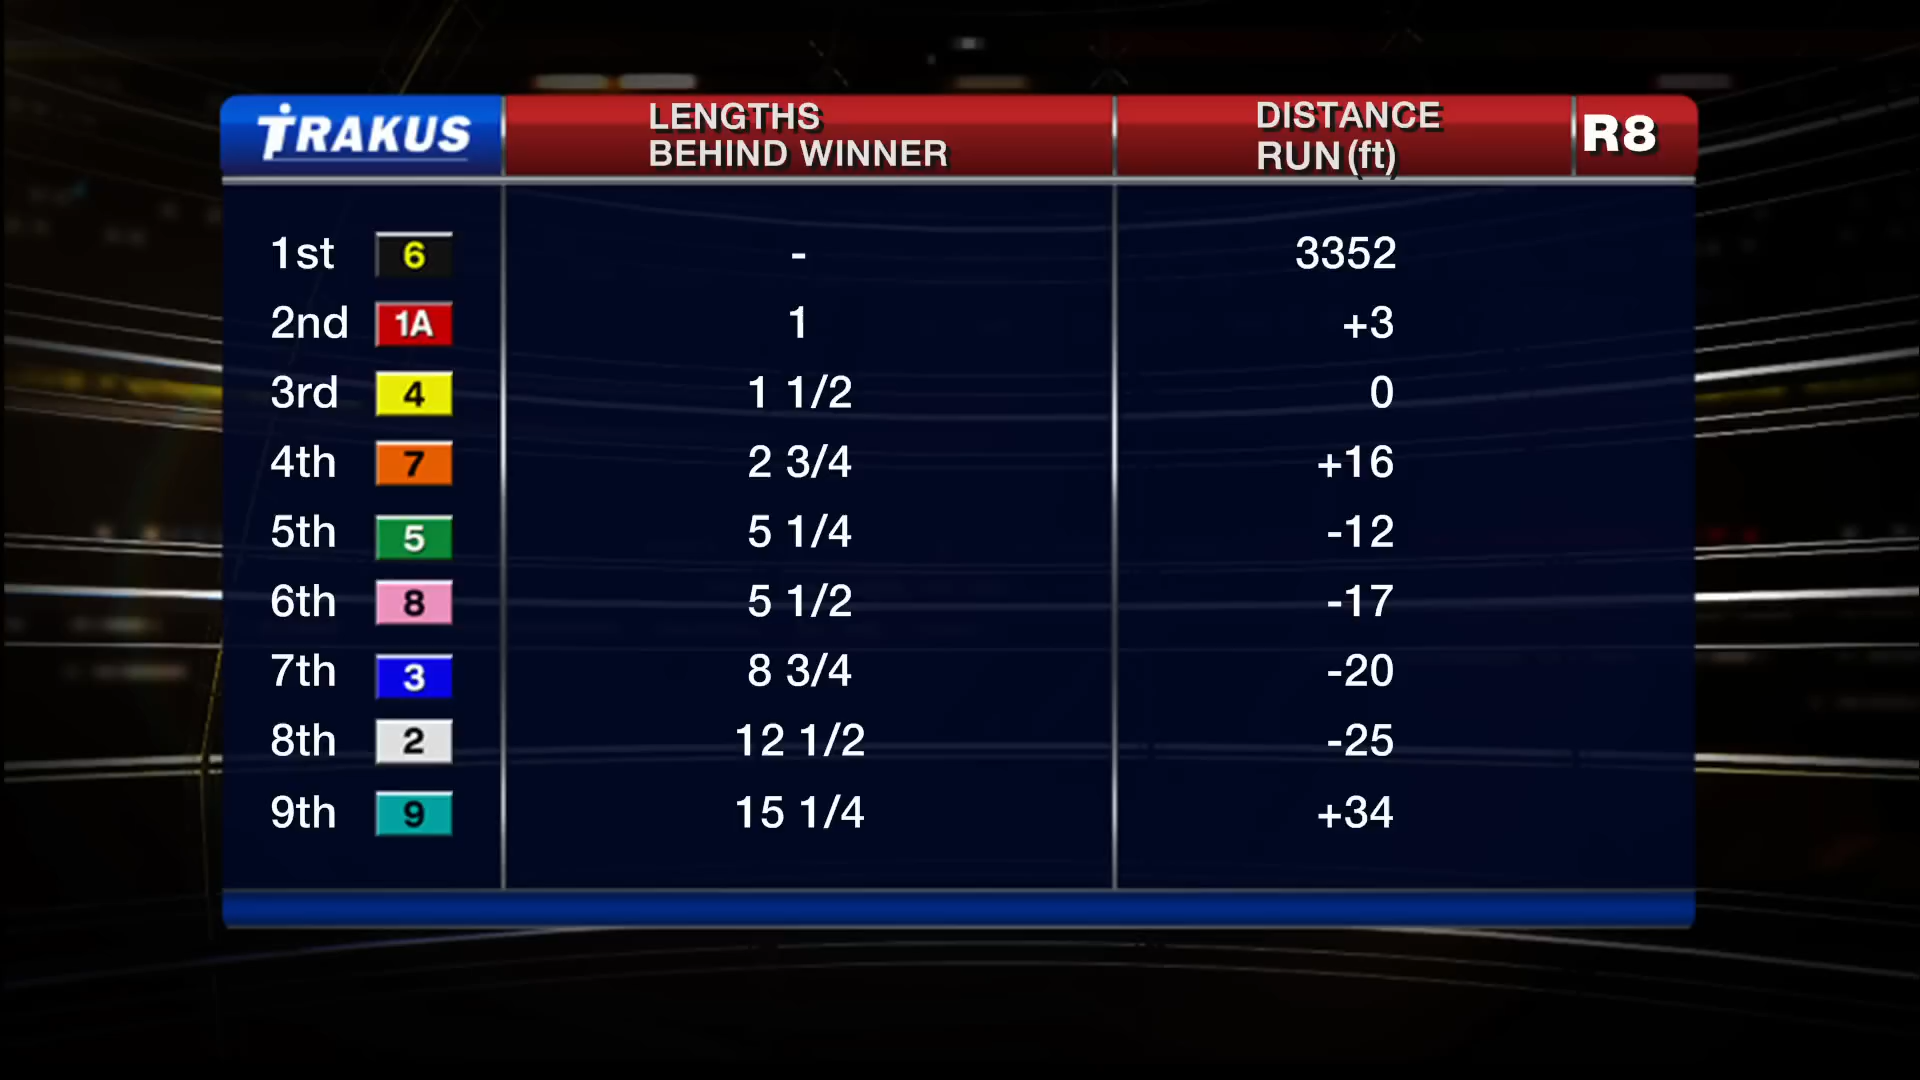 TRAKUS
LENGTHS
BEHIND WINNER
DISTANCE
RUN (ft)
R8
1st 6 - 3352
2nd 1A 1 +3
3rd 4 1 1/2 0
4th 7 2 3/4 +16
5th 5 5 1/4 -12
6th 8 5 1/2 -17
7th 3 8 3/4 -20
8th 2 12 1/2 -25
9th 9 15 1/4 +34